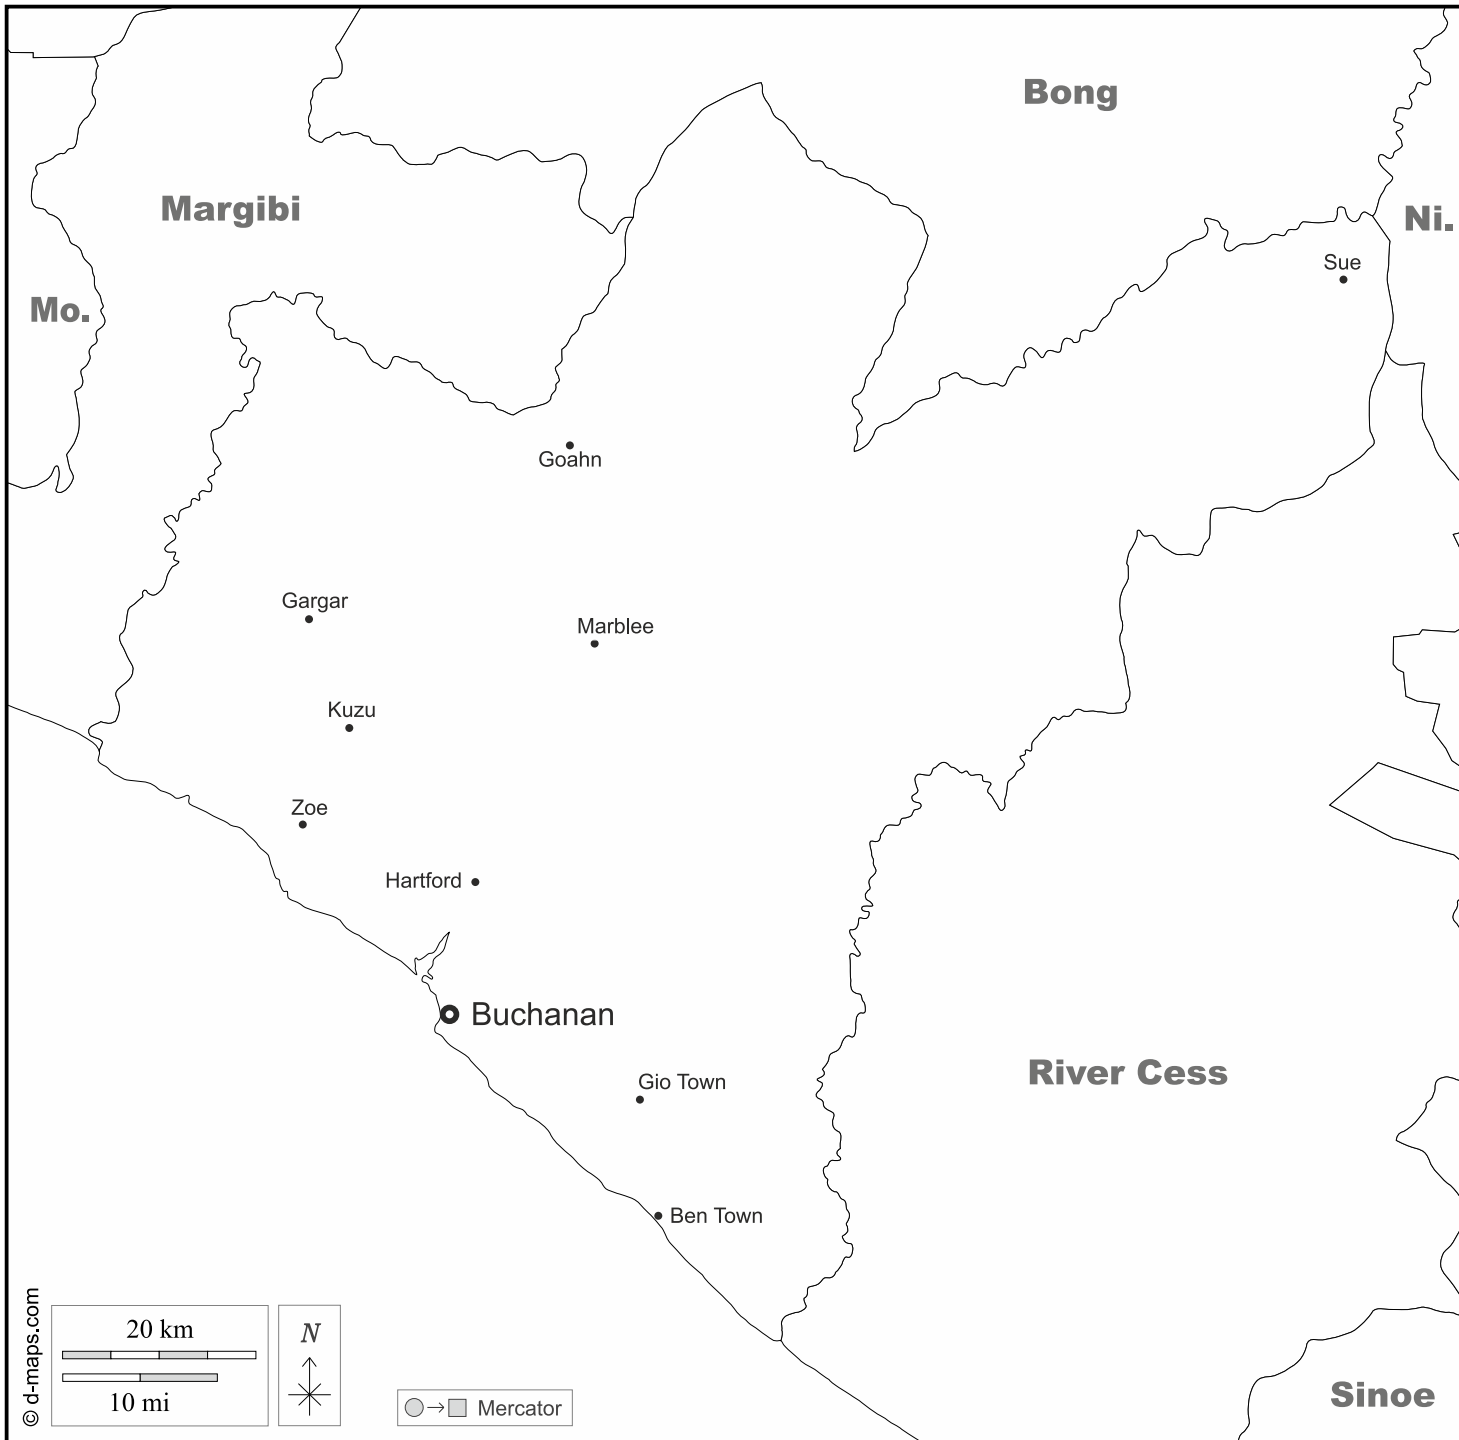 Bong
Margibi
Ni.
Sue
Mo.
Goahn
Gargar
Marblee
Kuzu
Zoe
Hartford
Buchanan
River Cess
Gio Town
Ben Town
© d-maps.com
20 km
10 mi
N
Mercator
Sinoe